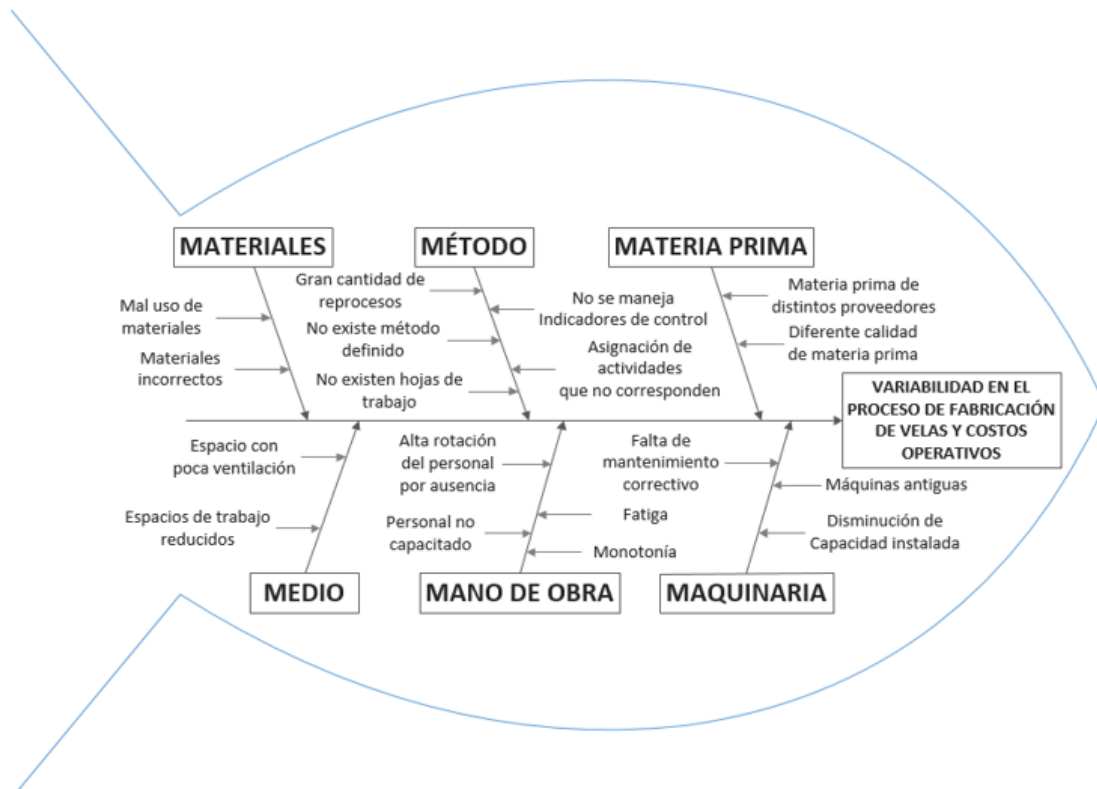 MATERIALES
MÉTODO
MATERIA PRIMA
Mal uso de
materiales
Materiales
incorrectos
Gran cantidad de
reprocesos
No existe método
definido
No existen hojas de
trabajo
No se maneja
Indicadores de control
Asignación de
actividades
que no corresponden
Materia prima de
distintos proveedores
Diferente calidad
de materia prima
VARIABILIDAD EN EL
PROCESO DE FABRICACIÓN
DE VELAS Y COSTOS
OPERATIVOS
Espacio con
poca ventilación
Espacios de trabajo
reducidos
Alta rotación
del personal
por ausencia
Personal no
capacitado
Fatiga
Monotonía
Falta de
mantenimiento
correctivo
Máquinas antiguas
Disminución de
Capacidad instalada
MEDIO
MANO DE OBRA
MAQUINARIA